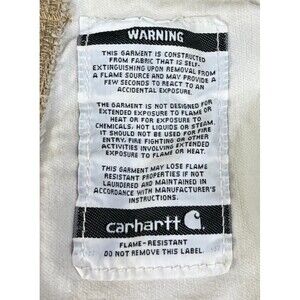 WARNING
THIS GARMENT IS CONSTRUCTED
FROM FABRIC THAT IS SELF-
EXTINGUISHING UPON REMOVAL FROM
A FLAME SOURCE AND MAY PROVIDE A
FEW SECONDS TO REACT TO AN
ACCIDENTAL EXPOSURE.
THE GARMENT IS NOT DESIGNED FOR
EXTENDED EXPOSURE TO FLAME OR
HEAT OR FOR EXPOSURE TO
CHEMICALS, HOT LIQUIDS OR STEAM.
IT SHOULD NOT BE USED FOR FIRE
ENTRY, FIRE FIGHTING OR OTHER
ACTIVITIES INVOLVING EXTENDED
EXPOSURE TO FLAME OR HEAT.
THIS GARMENT MAY LOSE FLAME
RESISTANT PROPERTIES IF NOT
LAUNDERED AND MAINTAINED IN
ACCORDANCE WITH MANUFACTURER'S
INSTRUCTIONS.
carhartt
FLAME-RESISTANT
DO NOT REMOVE THIS LABEL.